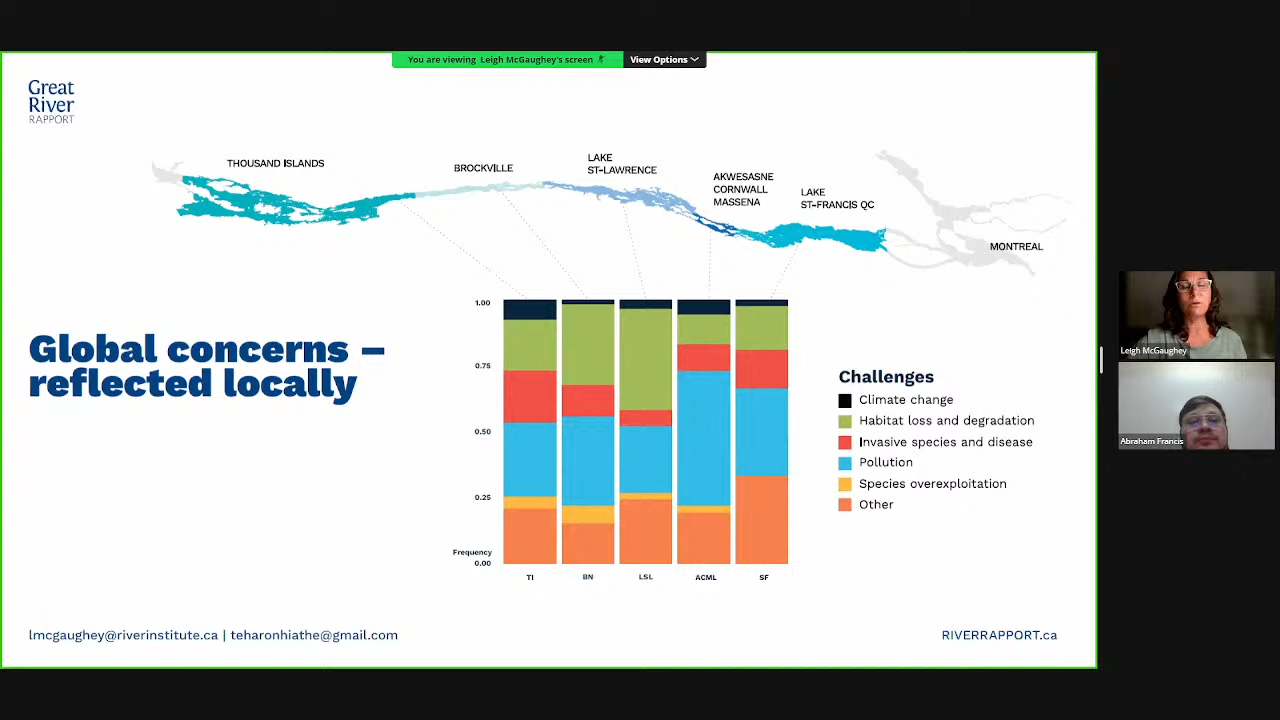 You are viewing Leigh McGaughey's screen
View Options
Great
River
RAPPORT
THOUSAND ISLANDS
BROCKVILLE
LAKE
ST-LAWRENCE
AKWESASNE
CORNWALL
MASSENA
LAKE
ST-FRANCIS QC
MONTREAL
Global concerns –
reflected locally
1.00
0.75
0.50
0.25
Frequency
0.00
TI
BN
LSL
ACML
SF
Challenges
Climate change
Habitat loss and degradation
Invasive species and disease
Pollution
Species overexploitation
Other
Leigh McGaughey
Abraham Francis
lmcgaughey@riverinstitute.ca | teharonhiathe@gmail.com
RIVERRAPPORT.ca